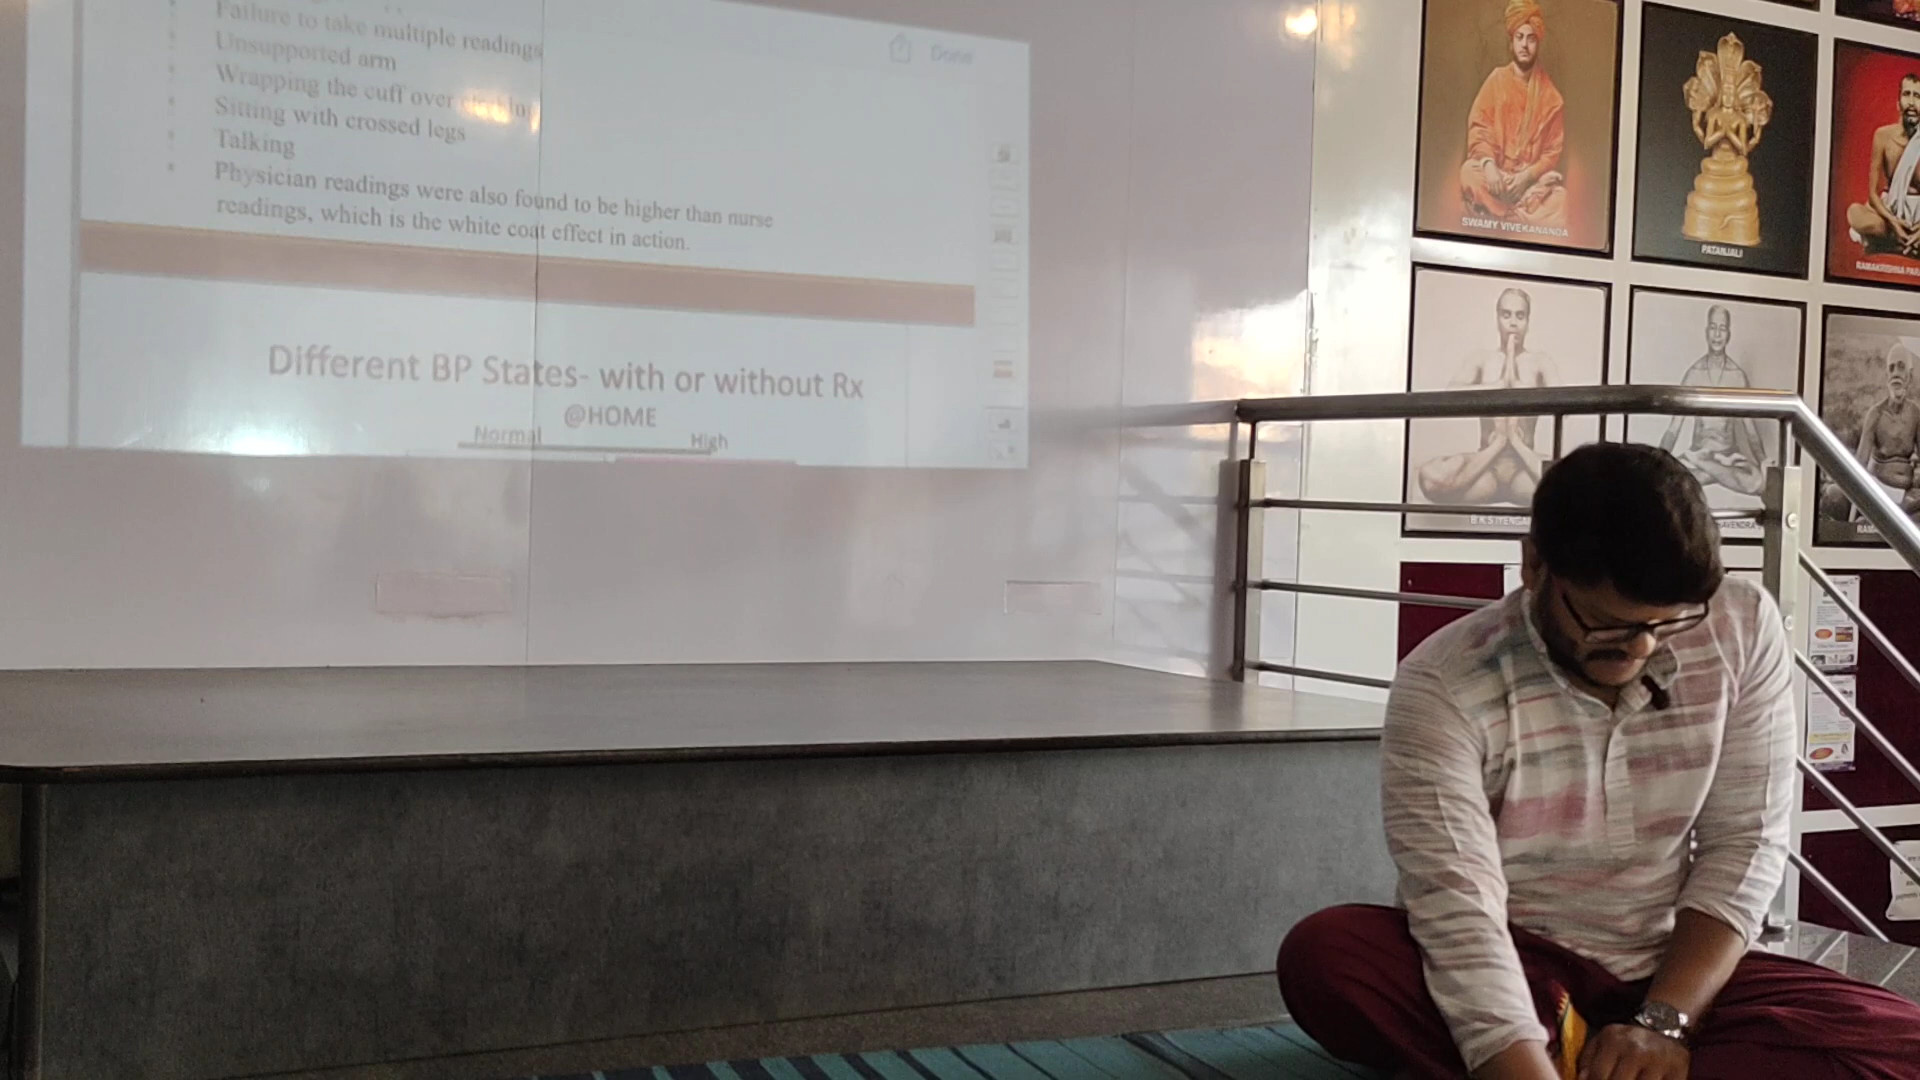 Failure to take multiple readings
Done
Unsupported arm
Wrapping the cuff over
Sitting with crossed legs
Talking
Physician readings were also found to be higher than nurse
readings, which is the white coat effect in action.
Different BP States- with or without Rx
@HOME
Normal
High
SWAMY VIVEKANANDA
PATANJALI
B.K.S IYENGAR